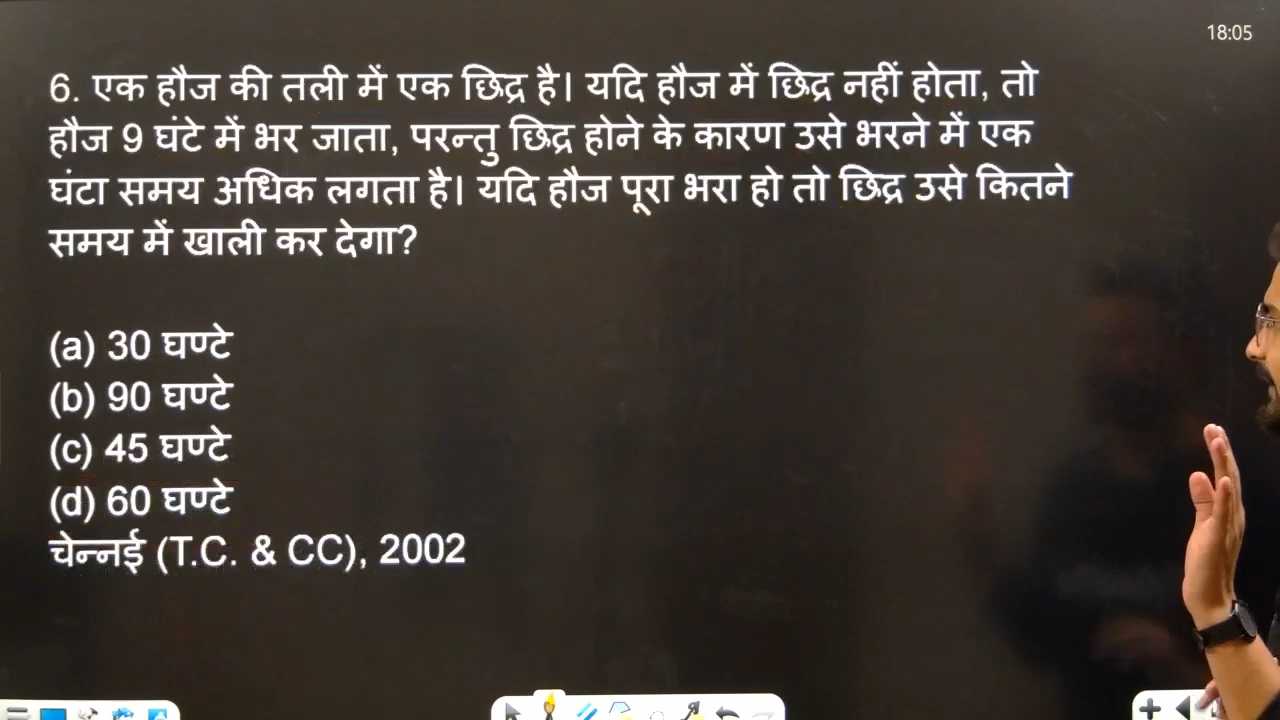 18:05
6. एक हौज की तली में एक छिद्र है। यदि हौज में छिद्र नहीं होता, तो
हौज 9 घंटे में भर जाता, परन्तु छिद्र होने के कारण उसे भरने में एक
घंटा समय अधिक लगता है। यदि हौज पूरा भरा हो तो छिद्र उसे कितने
समय में खाली कर देगा?
(a) 30 घण्टे
(b) 90 घण्टे
(c) 45 घण्टे
(d) 60 घण्टे
चेन्नई (T.C. & CC), 2002